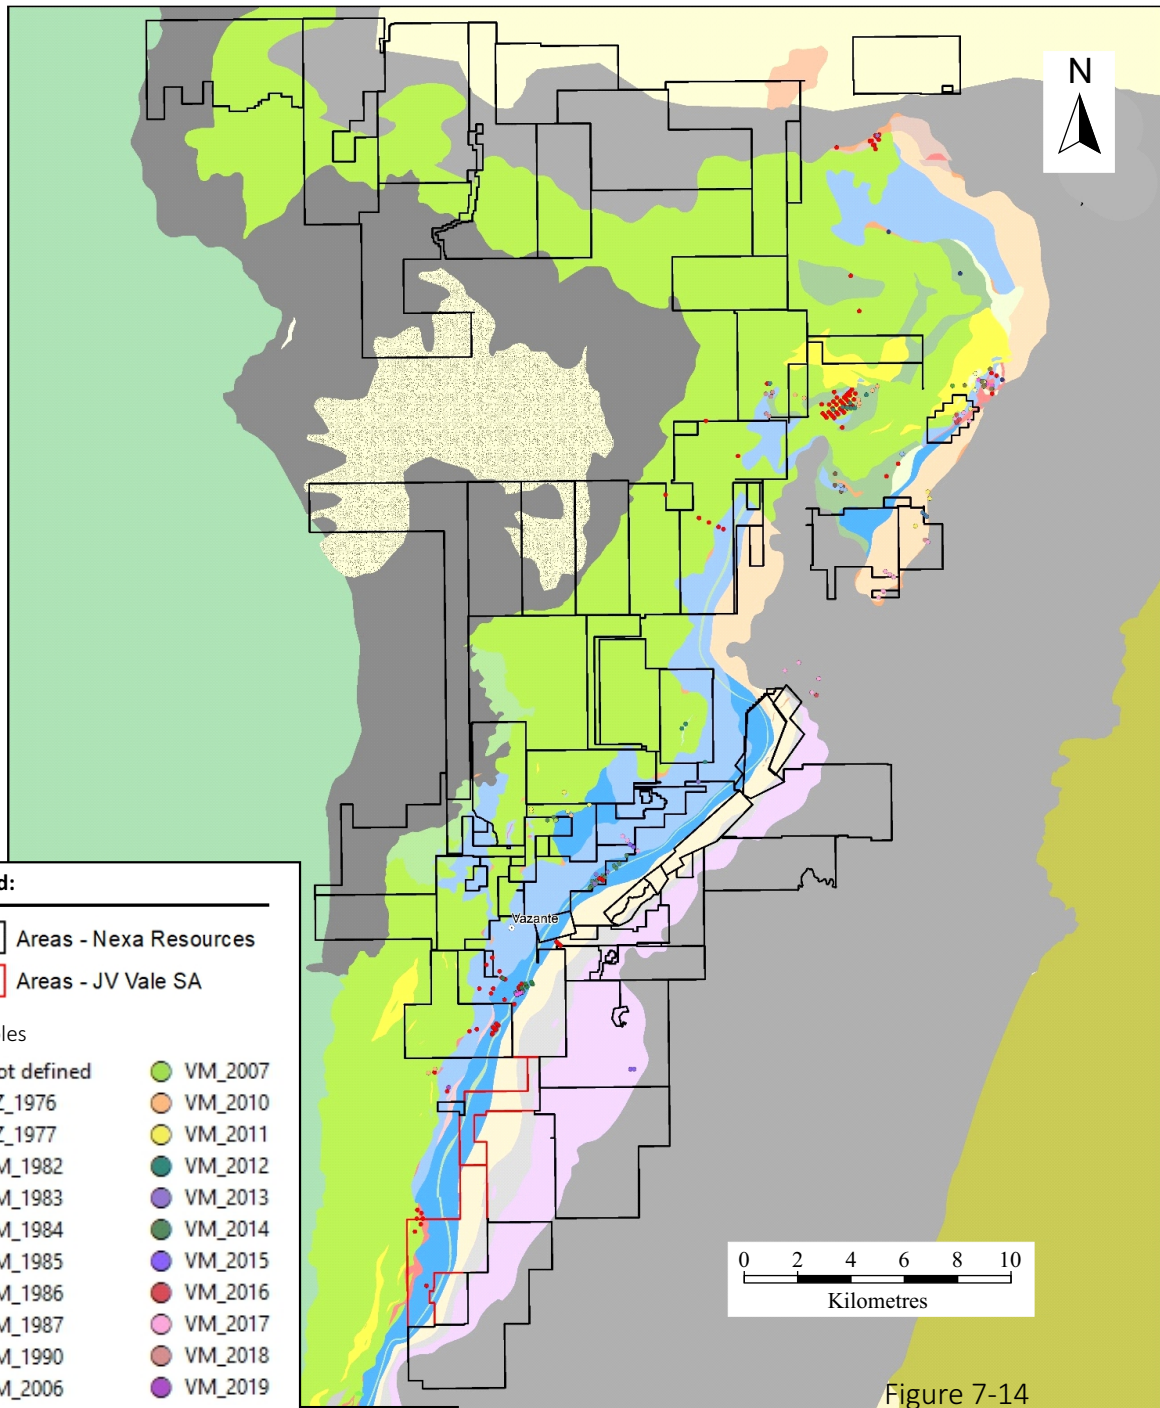 N
Vazante
d:
Areas - Nexa Resources
Areas - JV Vale SA
les
ot defined
Z_1976
Z_1977
M_1982
M_1983
M_1984
M_1985
M_1986
M_1987
M_1990
M_2006
VM_2007
VM_2010
VM_2011
VM_2012
VM_2013
VM_2014
VM_2015
VM_2016
VM_2017
VM_2018
VM_2019
0 2 4 6 8 10
Kilometres
Figure 7-14